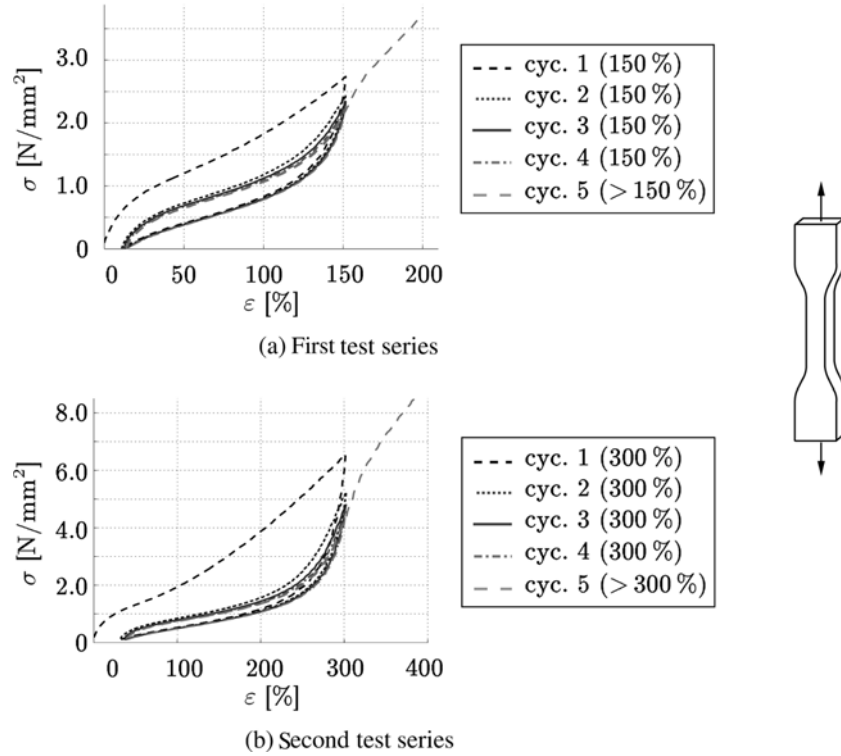 3.0
2.0
1.0
0
σ [N/mm²]
0 50 100 150 200
ε [%]
cyc. 1 (150 %)
cyc. 2 (150 %)
cyc. 3 (150 %)
cyc. 4 (150 %)
cyc. 5 (> 150 %)
(a) First test series
8.0
6.0
4.0
2.0
0
σ [N/mm²]
0 100 200 300 400
ε [%]
cyc. 1 (300 %)
cyc. 2 (300 %)
cyc. 3 (300 %)
cyc. 4 (300 %)
cyc. 5 (> 300 %)
(b) Second test series